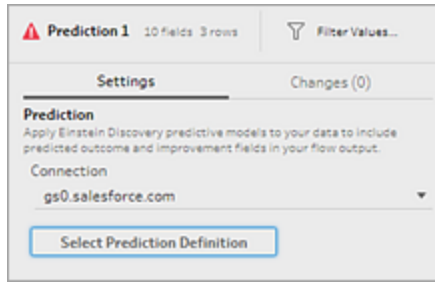 Prediction 1 10 fields 3 rows Filter Values...
Settings Changes (0)
Prediction
Apply Einstein Discovery predictive models to your data to include
predicted outcome and improvement fields in your flow output.
Connection
gs0.salesforce.com
Select Prediction Definition